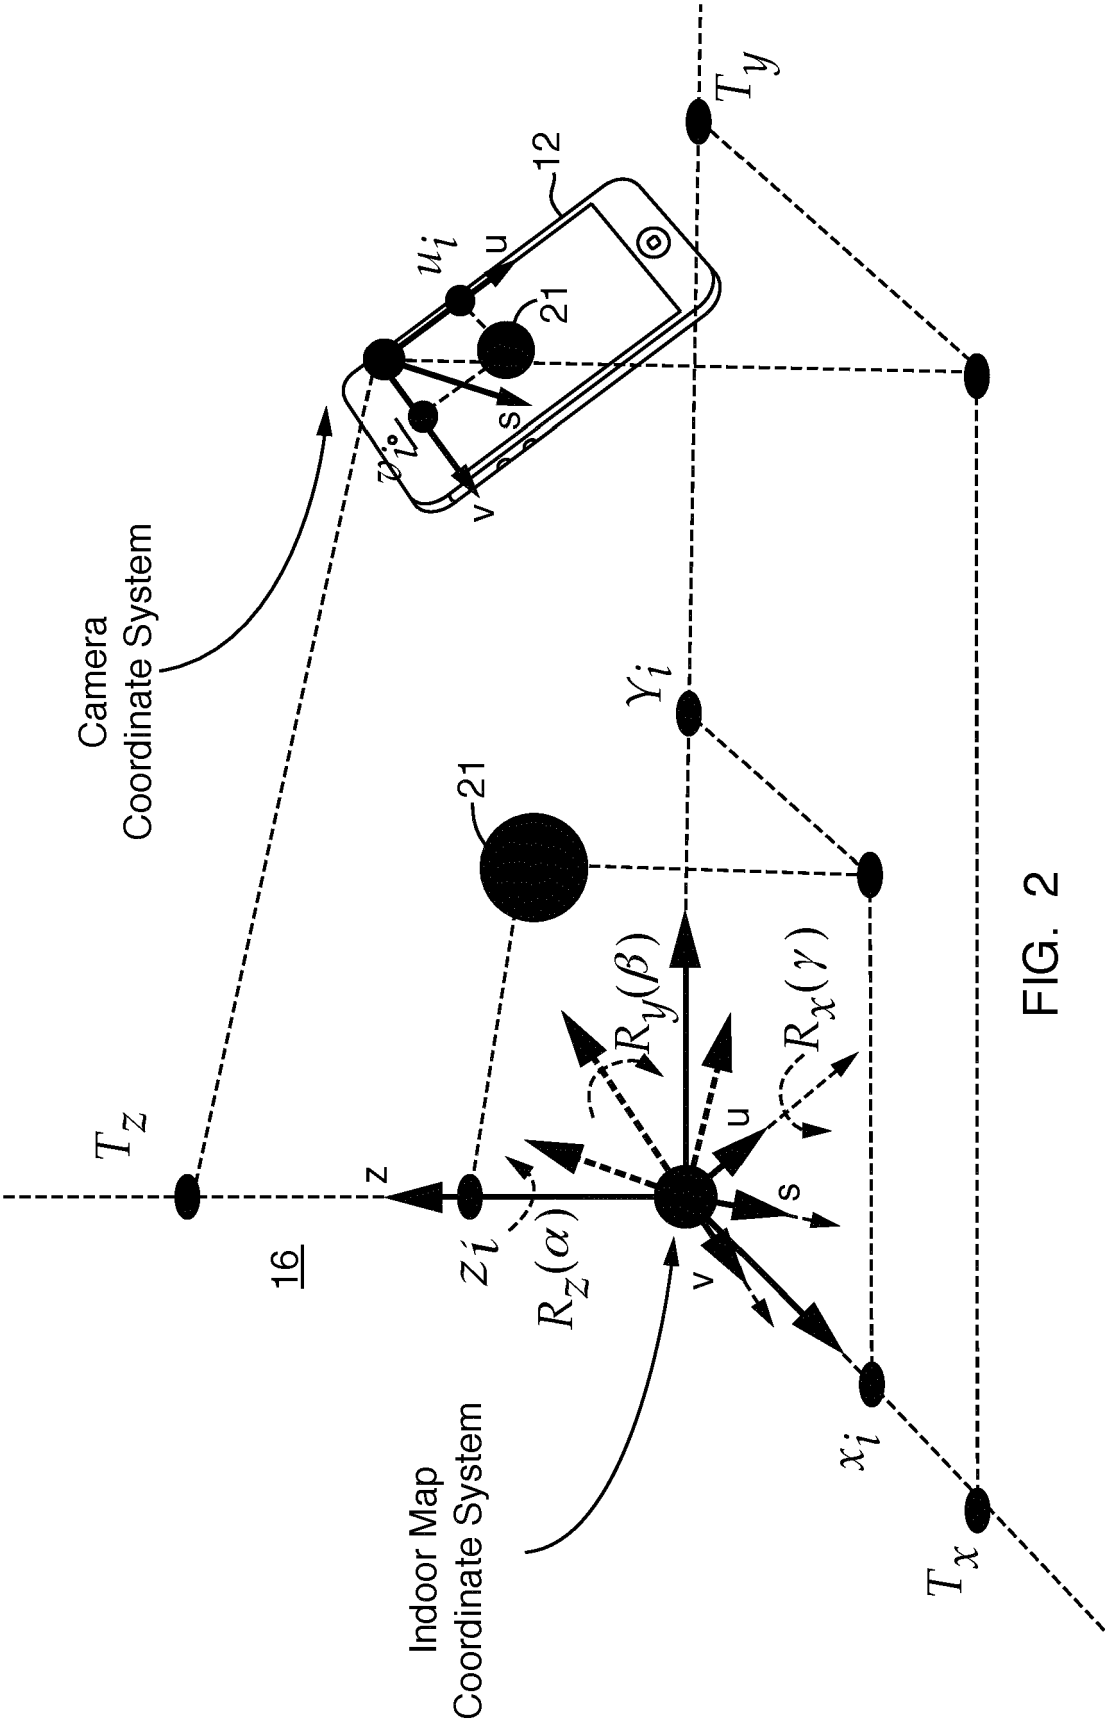 16
T_z
z
z_i
R_z(α)
R_y(β)
R_x(γ)
u
s
v
Indoor Map
Coordinate System
x_i
T_x
21
Y_i
Camera
Coordinate System
v_i
v
s
21
u_i
u
12
T_y
FIG. 2